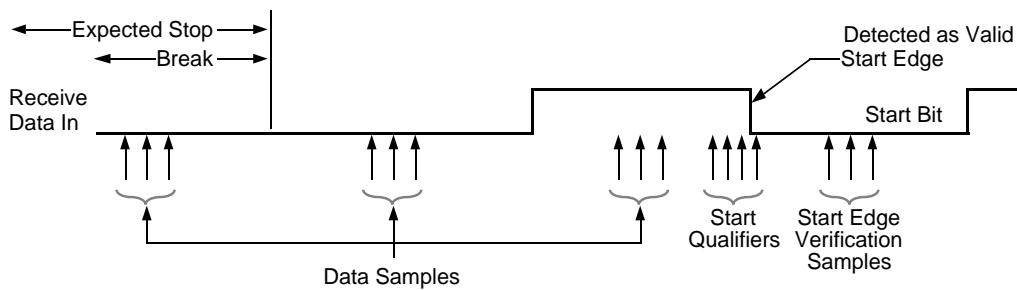 Expected Stop
Break
Detected as Valid
Start Edge
Receive
Data In
Start Bit
Start
Qualifiers
Start Edge
Verification
Samples
Data Samples